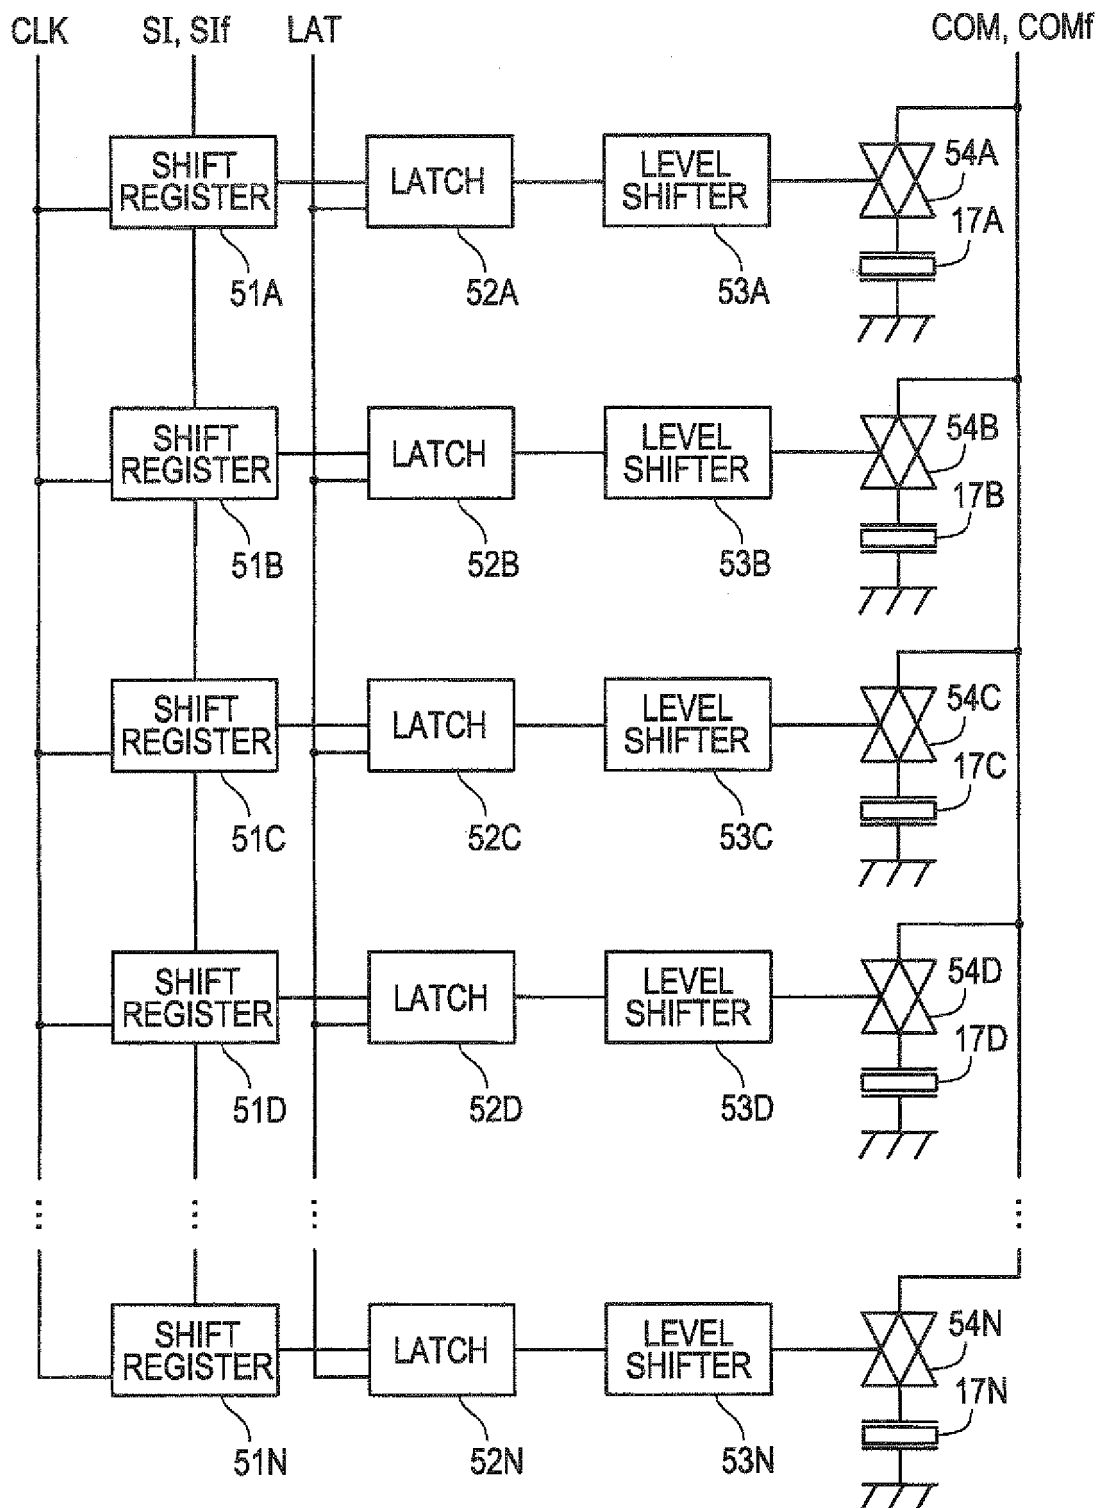 CLK
SI, SIf
LAT
COM, COMf
SHIFT
REGISTER
LATCH
LEVEL
SHIFTER
54A
17A
51A
52A
53A
SHIFT
REGISTER
LATCH
LEVEL
SHIFTER
54B
17B
51B
52B
53B
SHIFT
REGISTER
LATCH
LEVEL
SHIFTER
54C
17C
51C
52C
53C
SHIFT
REGISTER
LATCH
LEVEL
SHIFTER
54D
17D
51D
52D
53D
SHIFT
REGISTER
LATCH
LEVEL
SHIFTER
54N
17N
51N
52N
53N